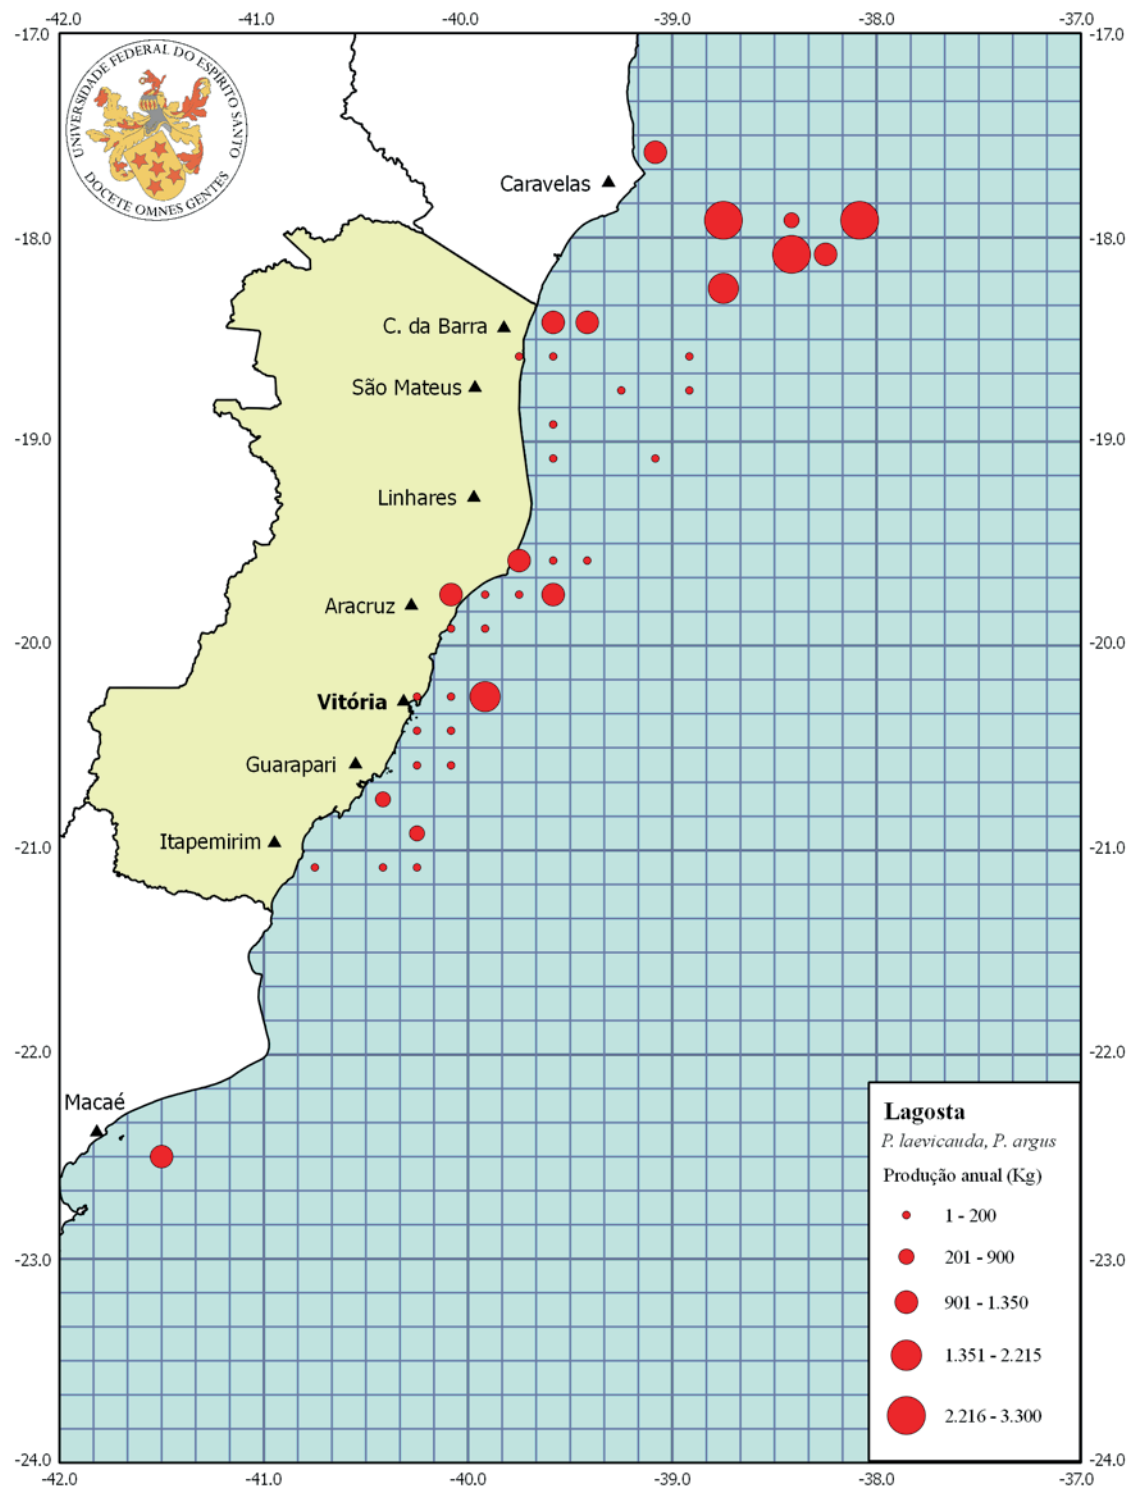 -42.0 -41.0 -40.0 -39.0 -38.0 -37.0
-17.0 -17.0
UNIVERSIDADE FEDERAL DO ESPÍRITO SANTO
DOCETE OMNES GENTES
Caravelas
-18.0 -18.0
C. da Barra
São Mateus
-19.0 -19.0
Linhares
Aracruz
-20.0 -20.0
Vitória
Guarapari
Itapemirim
-21.0 -21.0
-22.0 -22.0
Macaé
Lagosta
P. laevicauda, P. argus
Produção anual (Kg)
1 - 200
201 - 900
-23.0 -23.0
901 - 1.350
1.351 - 2.215
2.216 - 3.300
-24.0 -24.0
-42.0 -41.0 -40.0 -39.0 -38.0 -37.0